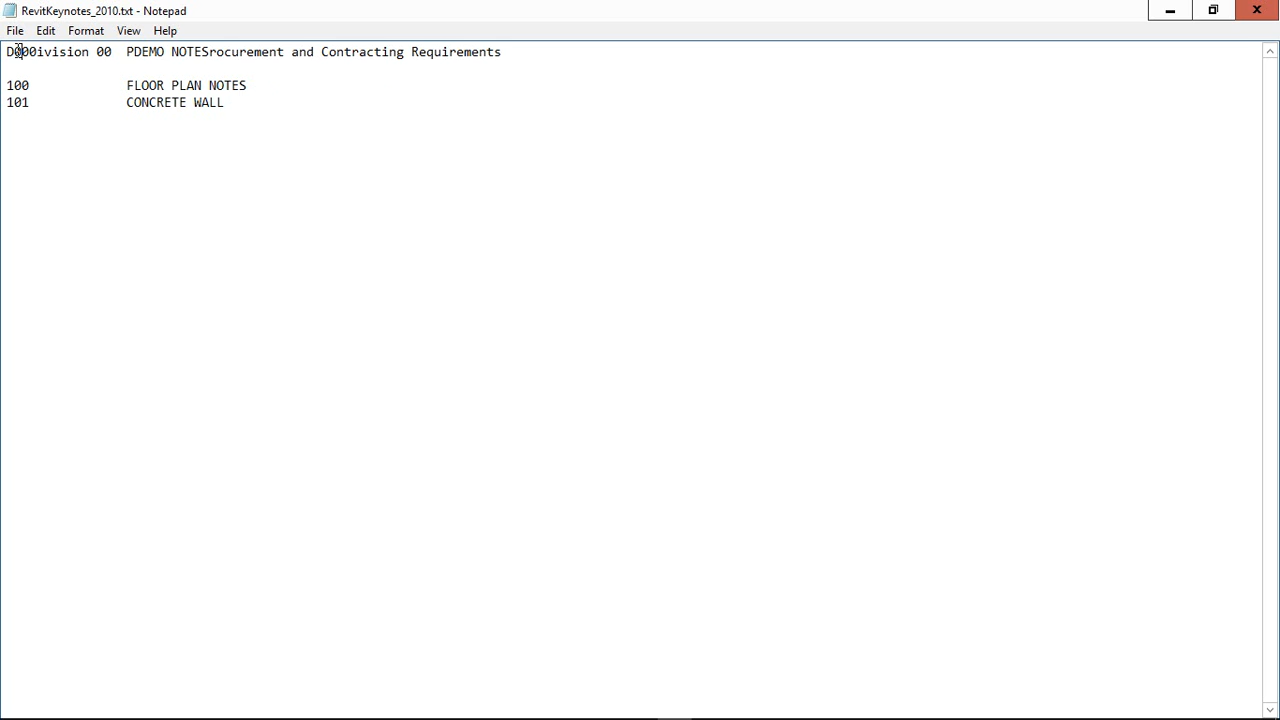 RevitKeynotes_2010.txt - Notepad
File Edit Format View Help
D000ivision 00 PDEMO NOTESrocurement and Contracting Requirements
100 FLOOR PLAN NOTES
101 CONCRETE WALL